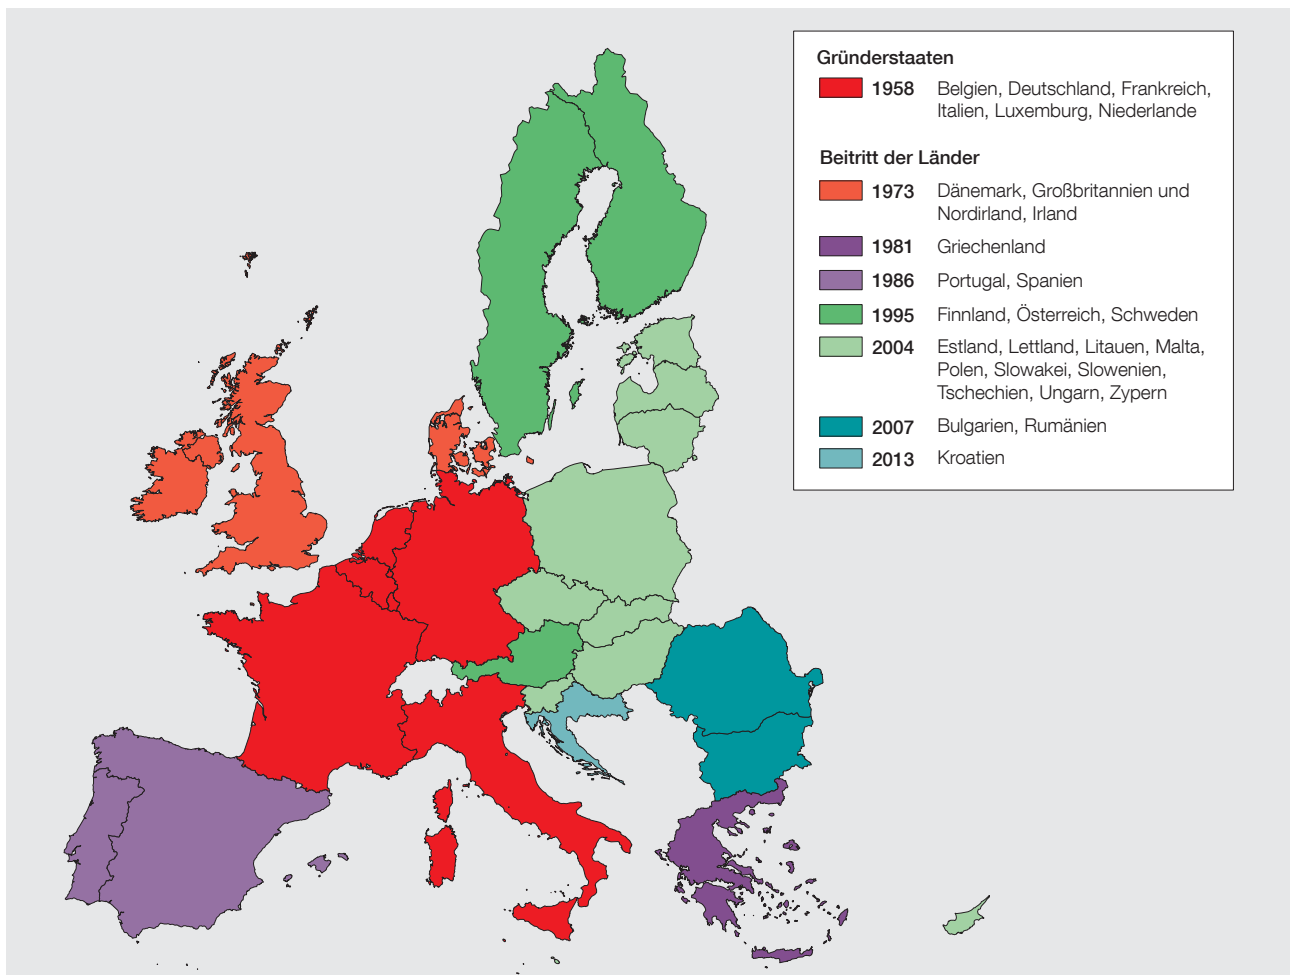 Gründerstaaten
1958 Belgien, Deutschland, Frankreich,
Italien, Luxemburg, Niederlande
Beitritt der Länder
1973 Dänemark, Großbritannien und
Nordirland, Irland
1981 Griechenland
1986 Portugal, Spanien
1995 Finnland, Österreich, Schweden
2004 Estland, Lettland, Litauen, Malta,
Polen, Slowakei, Slowenien,
Tschechien, Ungarn, Zypern
2007 Bulgarien, Rumänien
2013 Kroatien